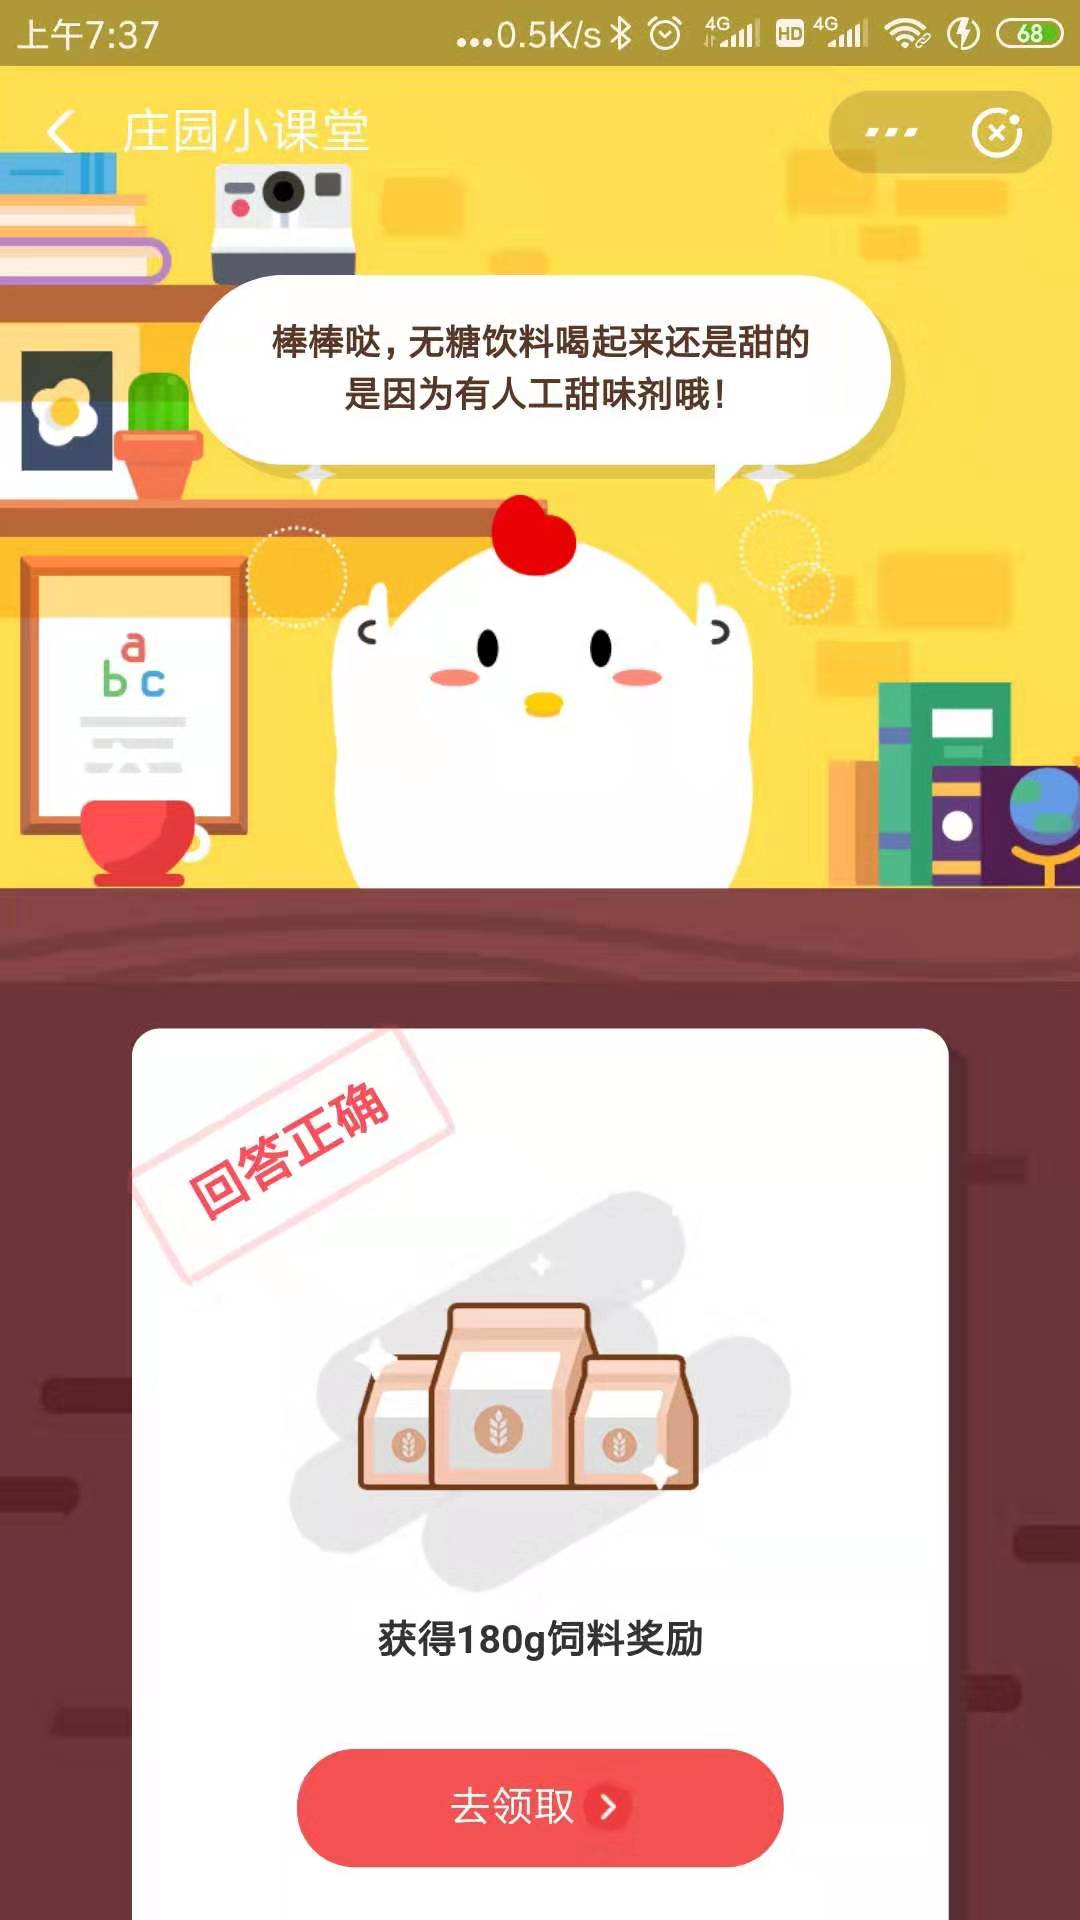 上午7:37
...0.5K/s 4G HD 4G 68
庄园小课堂
棒棒哒，无糖饮料喝起来还是甜的
是因为有人工甜味剂哦！
a
b c
回答正确
获得180g饲料奖励
去领取